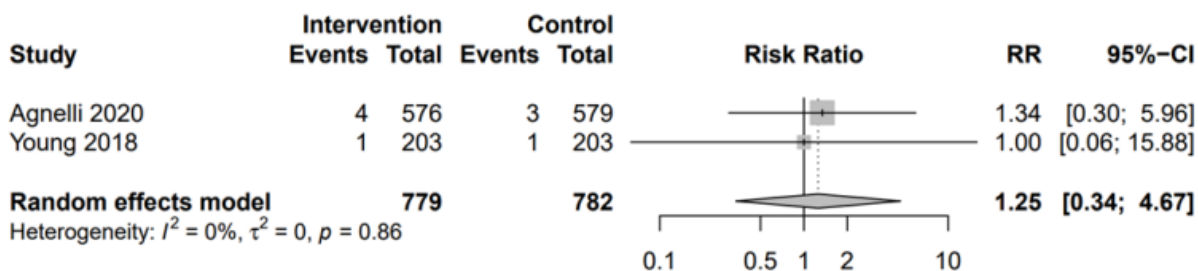 Intervention Control
Study Events Total Events Total Risk Ratio RR 95%−CI
Agnelli 2020 4 576 3 579 1.34 [0.30; 5.96]
Young 2018 1 203 1 203 1.00 [0.06; 15.88]
Random effects model 779 782 1.25 [0.34; 4.67]
Heterogeneity: I² = 0%, τ² = 0, p = 0.86
0.1 0.5 1 2 10